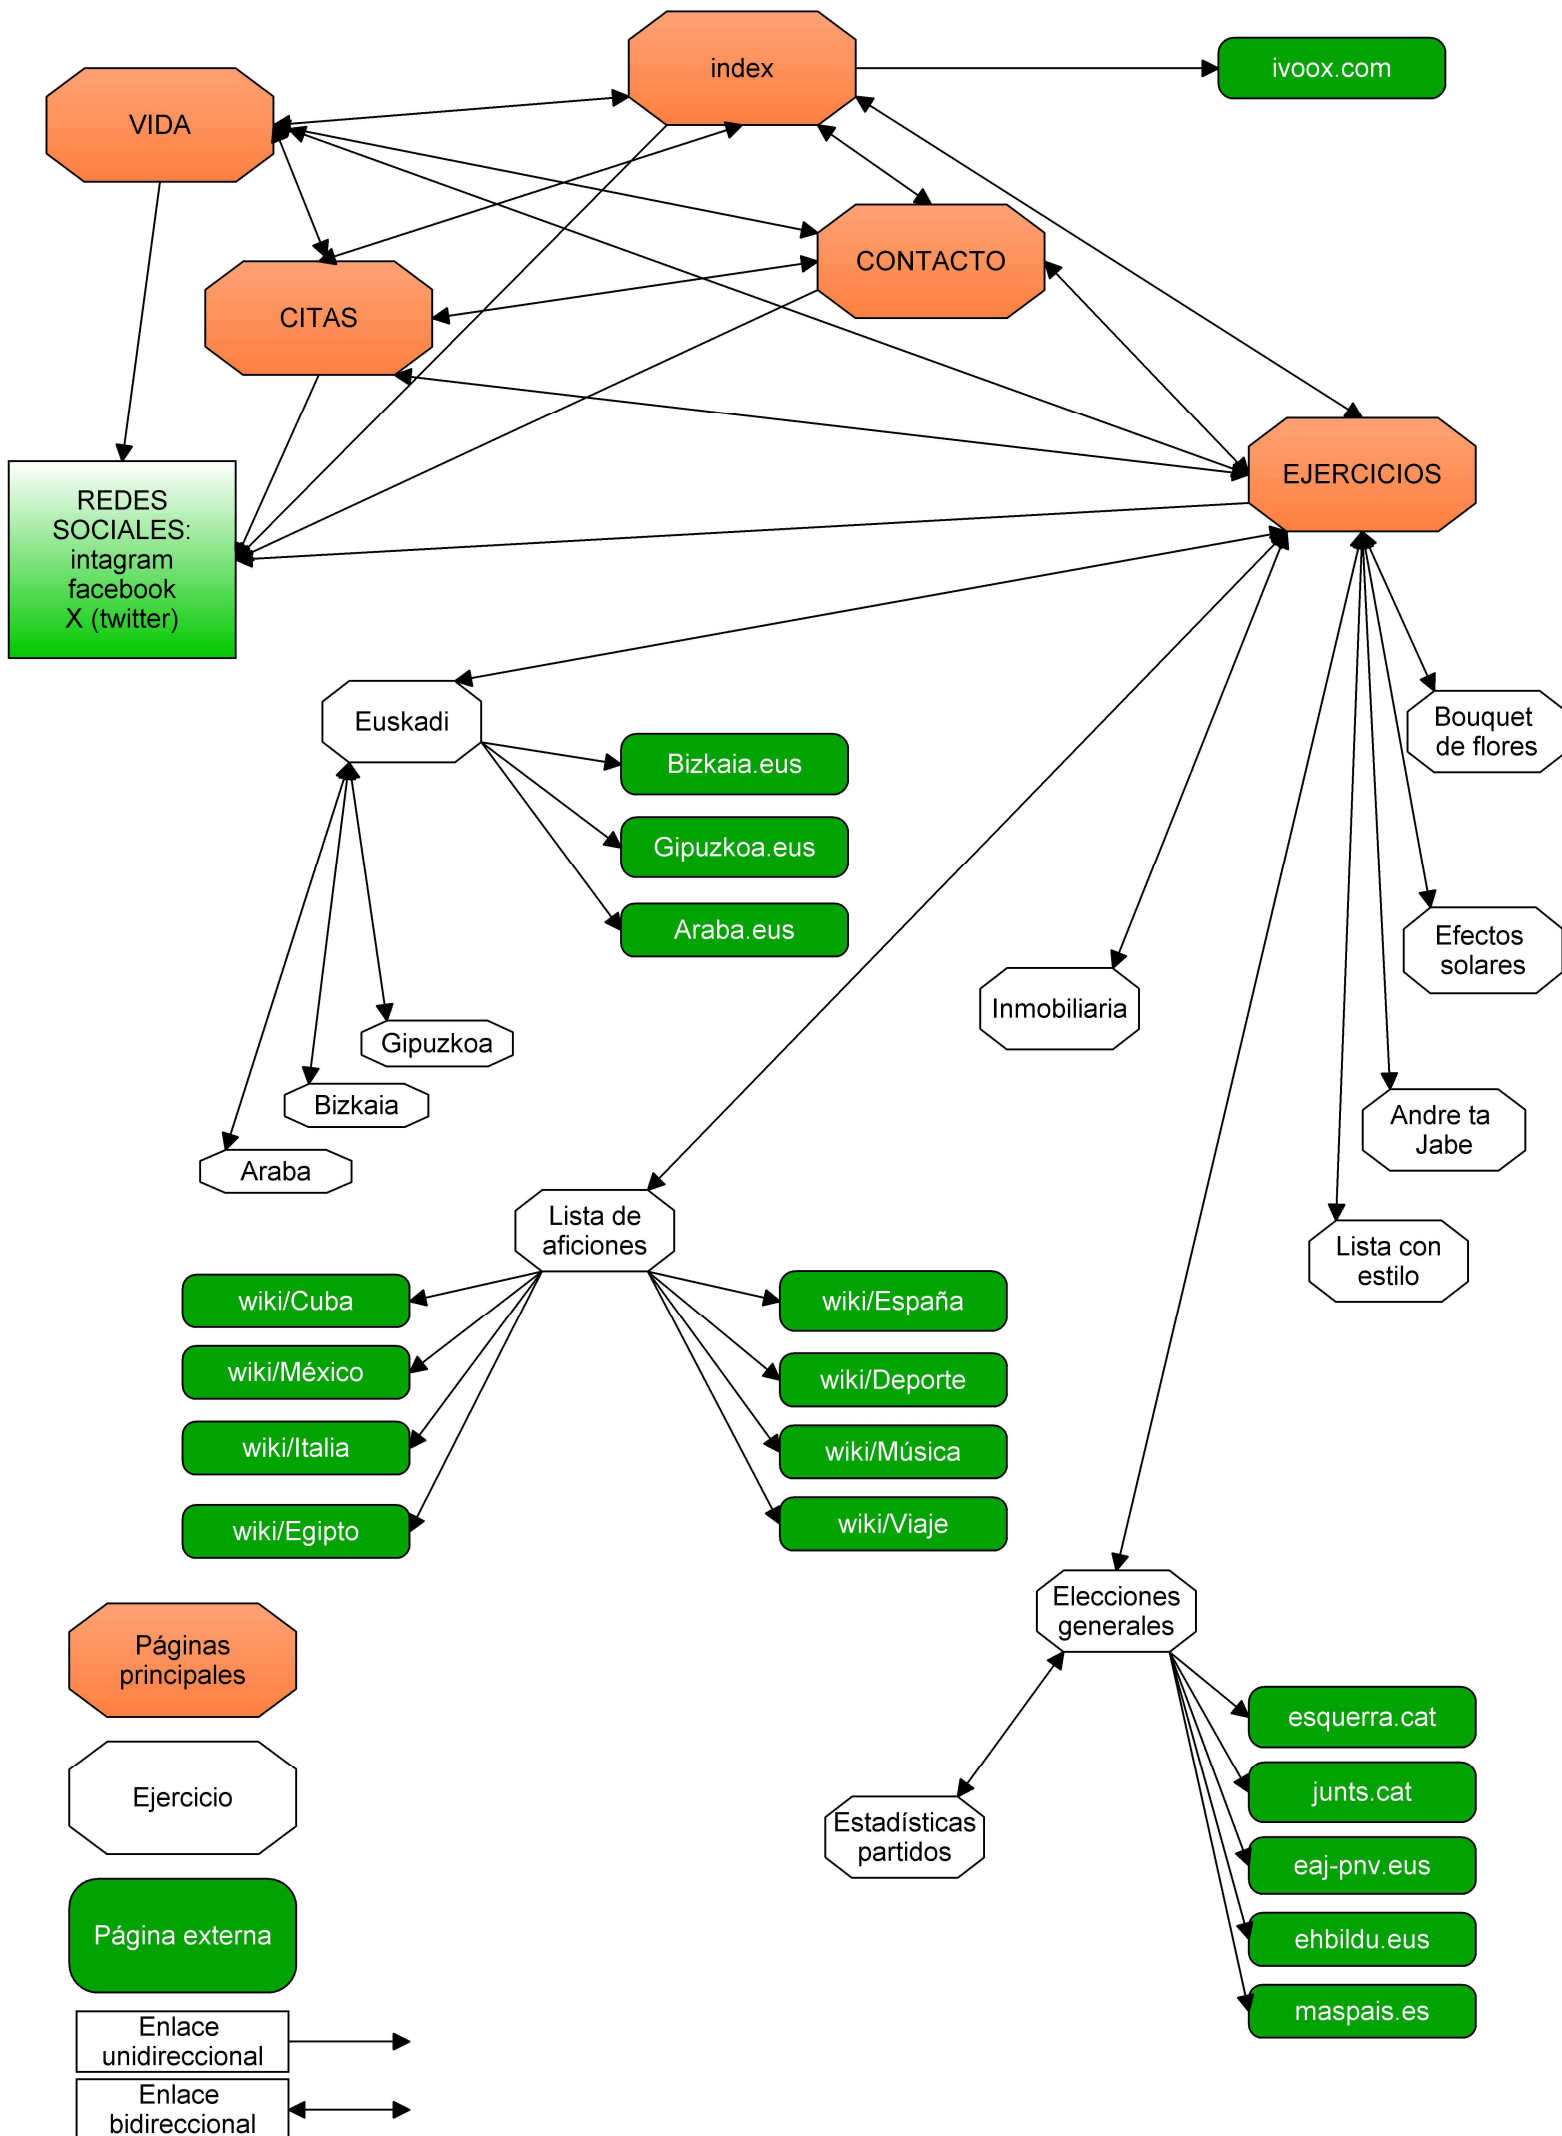 index
ivoox.com
VIDA
CONTACTO
CITAS
EJERCICIOS
REDES
SOCIALES:
intagram
facebook
X (twitter)
Euskadi
Bouquet
de flores
Bizkaia.eus
Gipuzkoa.eus
Araba.eus
Efectos
solares
Inmobiliaria
Gipuzkoa
Bizkaia
Araba
Andre ta
Jabe
Lista de
aficiones
Lista con
estilo
wiki/Cuba
wiki/España
wiki/México
wiki/Deporte
wiki/Italia
wiki/Música
wiki/Egipto
wiki/Viaje
Elecciones
generales
Páginas
principales
esquerra.cat
Ejercicio
junts.cat
Estadísticas
partidos
eaj-pnv.eus
Página externa
ehbildu.eus
maspais.es
Enlace
unidireccional
Enlace
bidireccional